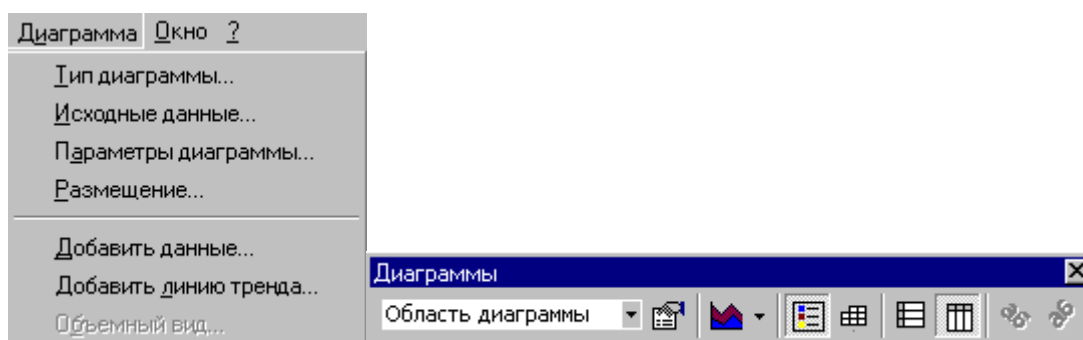 Диаграмма Окно ?
Тип диаграммы...
Исходные данные...
Параметры диаграммы...
Размещение...
Добавить данные...
Добавить линию тренда...
Объемный вид...
Диаграммы
Область диаграммы